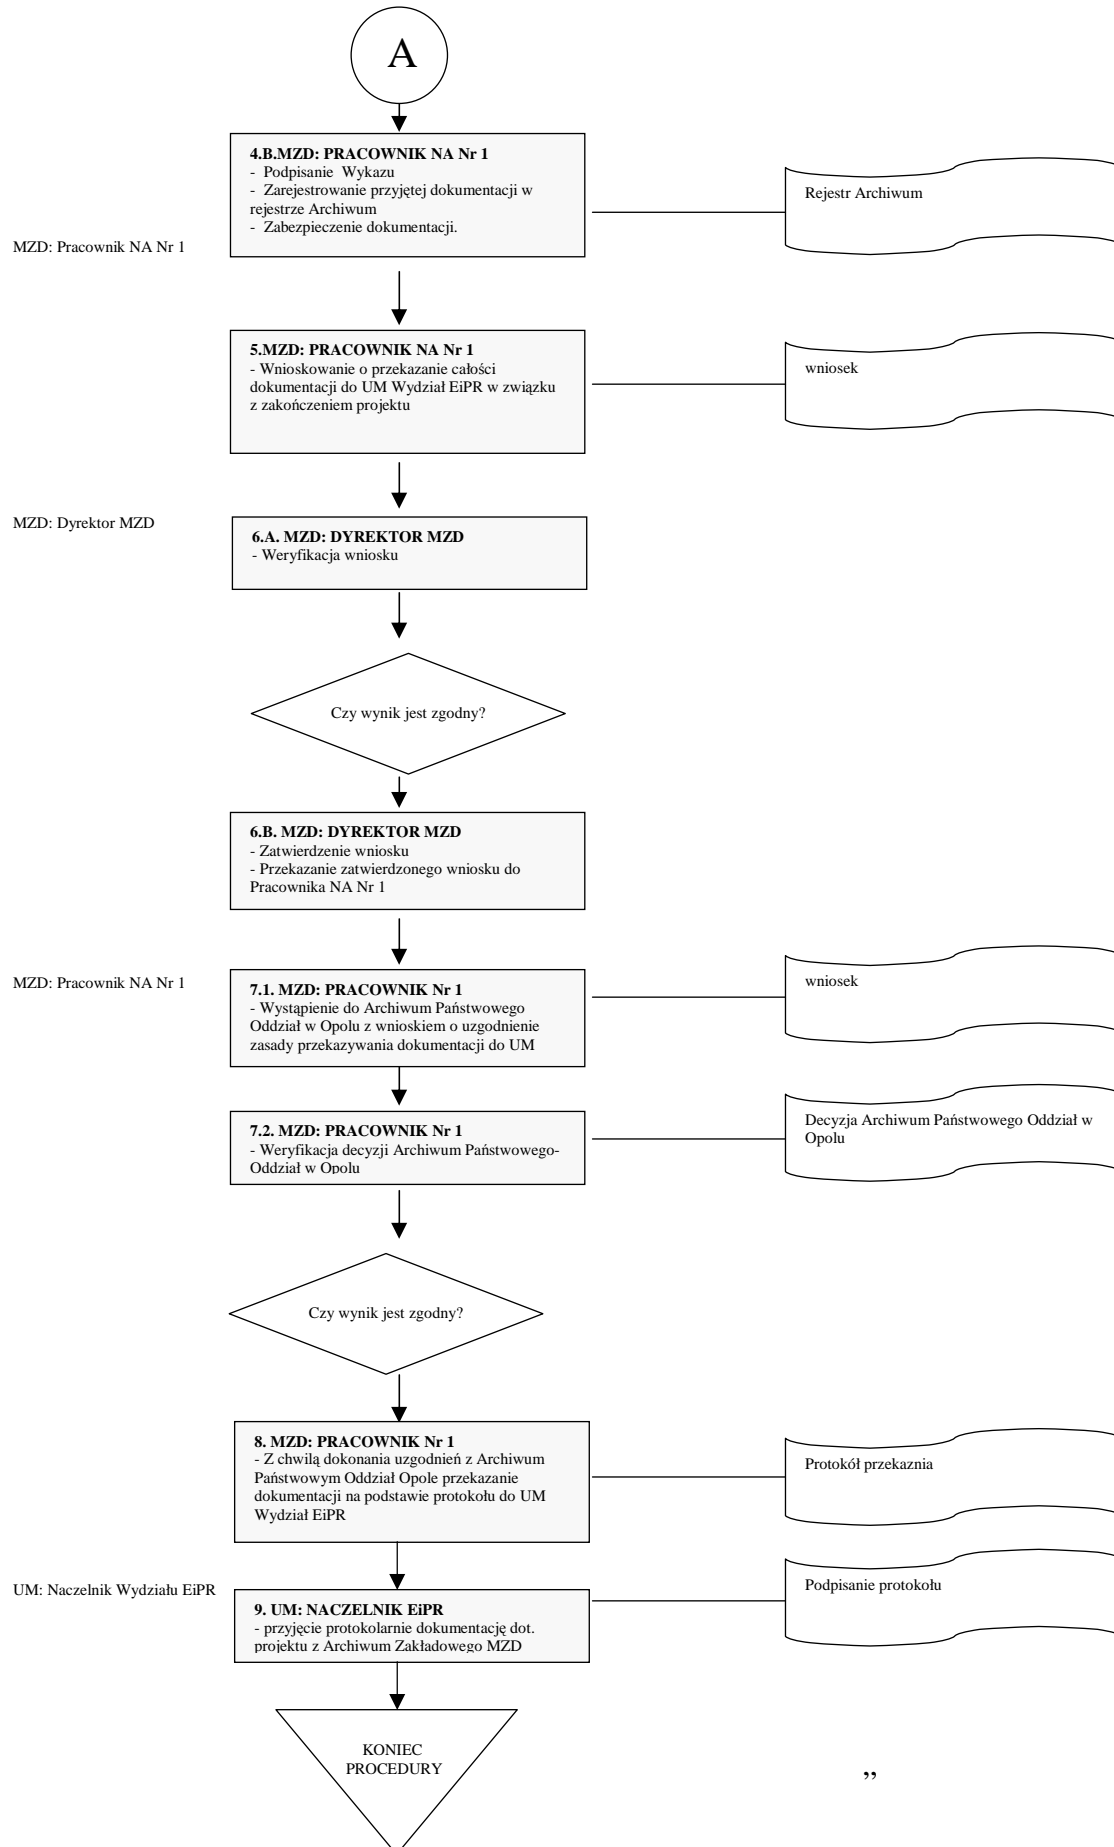 A
4.B.MZD: PRACOWNIK NA Nr 1
- Podpisanie Wykazu
- Zarejestrowanie przyjętej dokumentacji w
rejestrze Archiwum
- Zabezpieczenie dokumentacji.
Rejestr Archiwum
MZD: Pracownik NA Nr 1
5.MZD: PRACOWNIK NA Nr 1
- Wnioskowanie o przekazanie całości
dokumentacji do UM Wydział EiPR w związku
z zakończeniem projektu
wniosek
MZD: Dyrektor MZD
6.A. MZD: DYREKTOR MZD
- Weryfikacja wniosku
Czy wynik jest zgodny?
6.B. MZD: DYREKTOR MZD
- Zatwierdzenie wniosku
- Przekazanie zatwierdzonego wniosku do
Pracownika NA Nr 1
MZD: Pracownik NA Nr 1
7.1. MZD: PRACOWNIK Nr 1
- Wystąpienie do Archiwum Państwowego
Oddział w Opolu z wnioskiem o uzgodnienie
zasady przekazywania dokumentacji do UM
wniosek
7.2. MZD: PRACOWNIK Nr 1
- Weryfikacja decyzji Archiwum Państwowego-
Oddział w Opolu
Decyzja Archiwum Państwowego Oddział w
Opolu
Czy wynik jest zgodny?
8. MZD: PRACOWNIK Nr 1
- Z chwilą dokonania uzgodnień z Archiwum
Państwowym Oddział Opole przekazanie
dokumentacji na podstawie protokołu do UM
Wydział EiPR
Protokół przekaznia
UM: Naczelnik Wydziału EiPR
9. UM: NACZELNIK EiPR
- przyjęcie protokolarnie dokumentację dot.
projektu z Archiwum Zakładowego MZD
Podpisanie protokołu
KONIEC
PROCEDURY
”